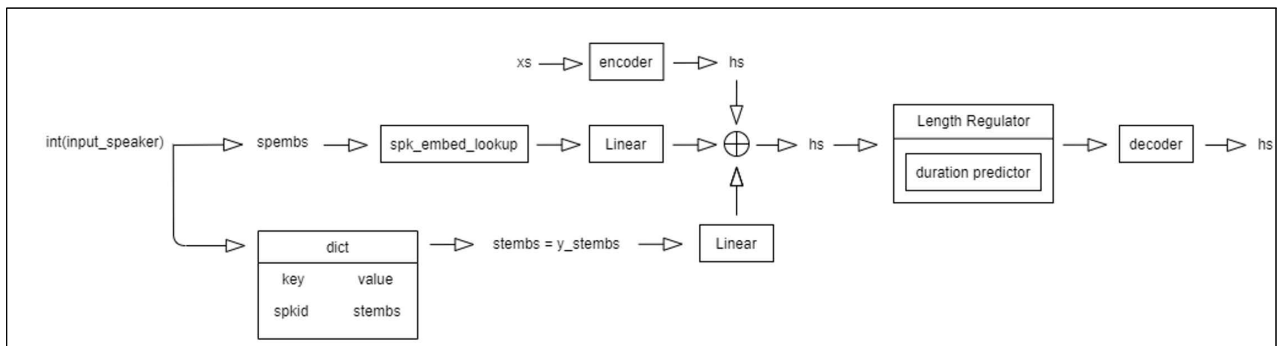 xs
encoder
hs
int(input_speaker)
spembs
spk_embed_lookup
Linear
hs
Length Regulator
duration predictor
decoder
hs
dict
key value
spkid stembs
stembs = y_stembs
Linear